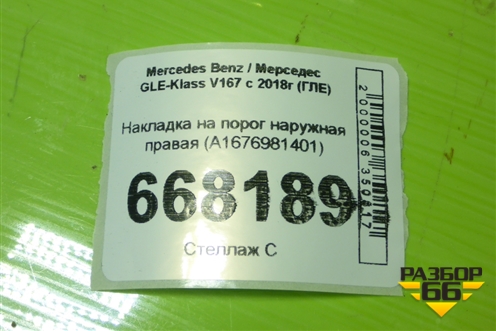 Mercedes Benz / Мерседес
GLE-Klass V167 с 2018г (ГЛЕ)
Накладка на порог наружная
правая (A1676981401)
668189
Стеллаж С
РАЗБОР
66